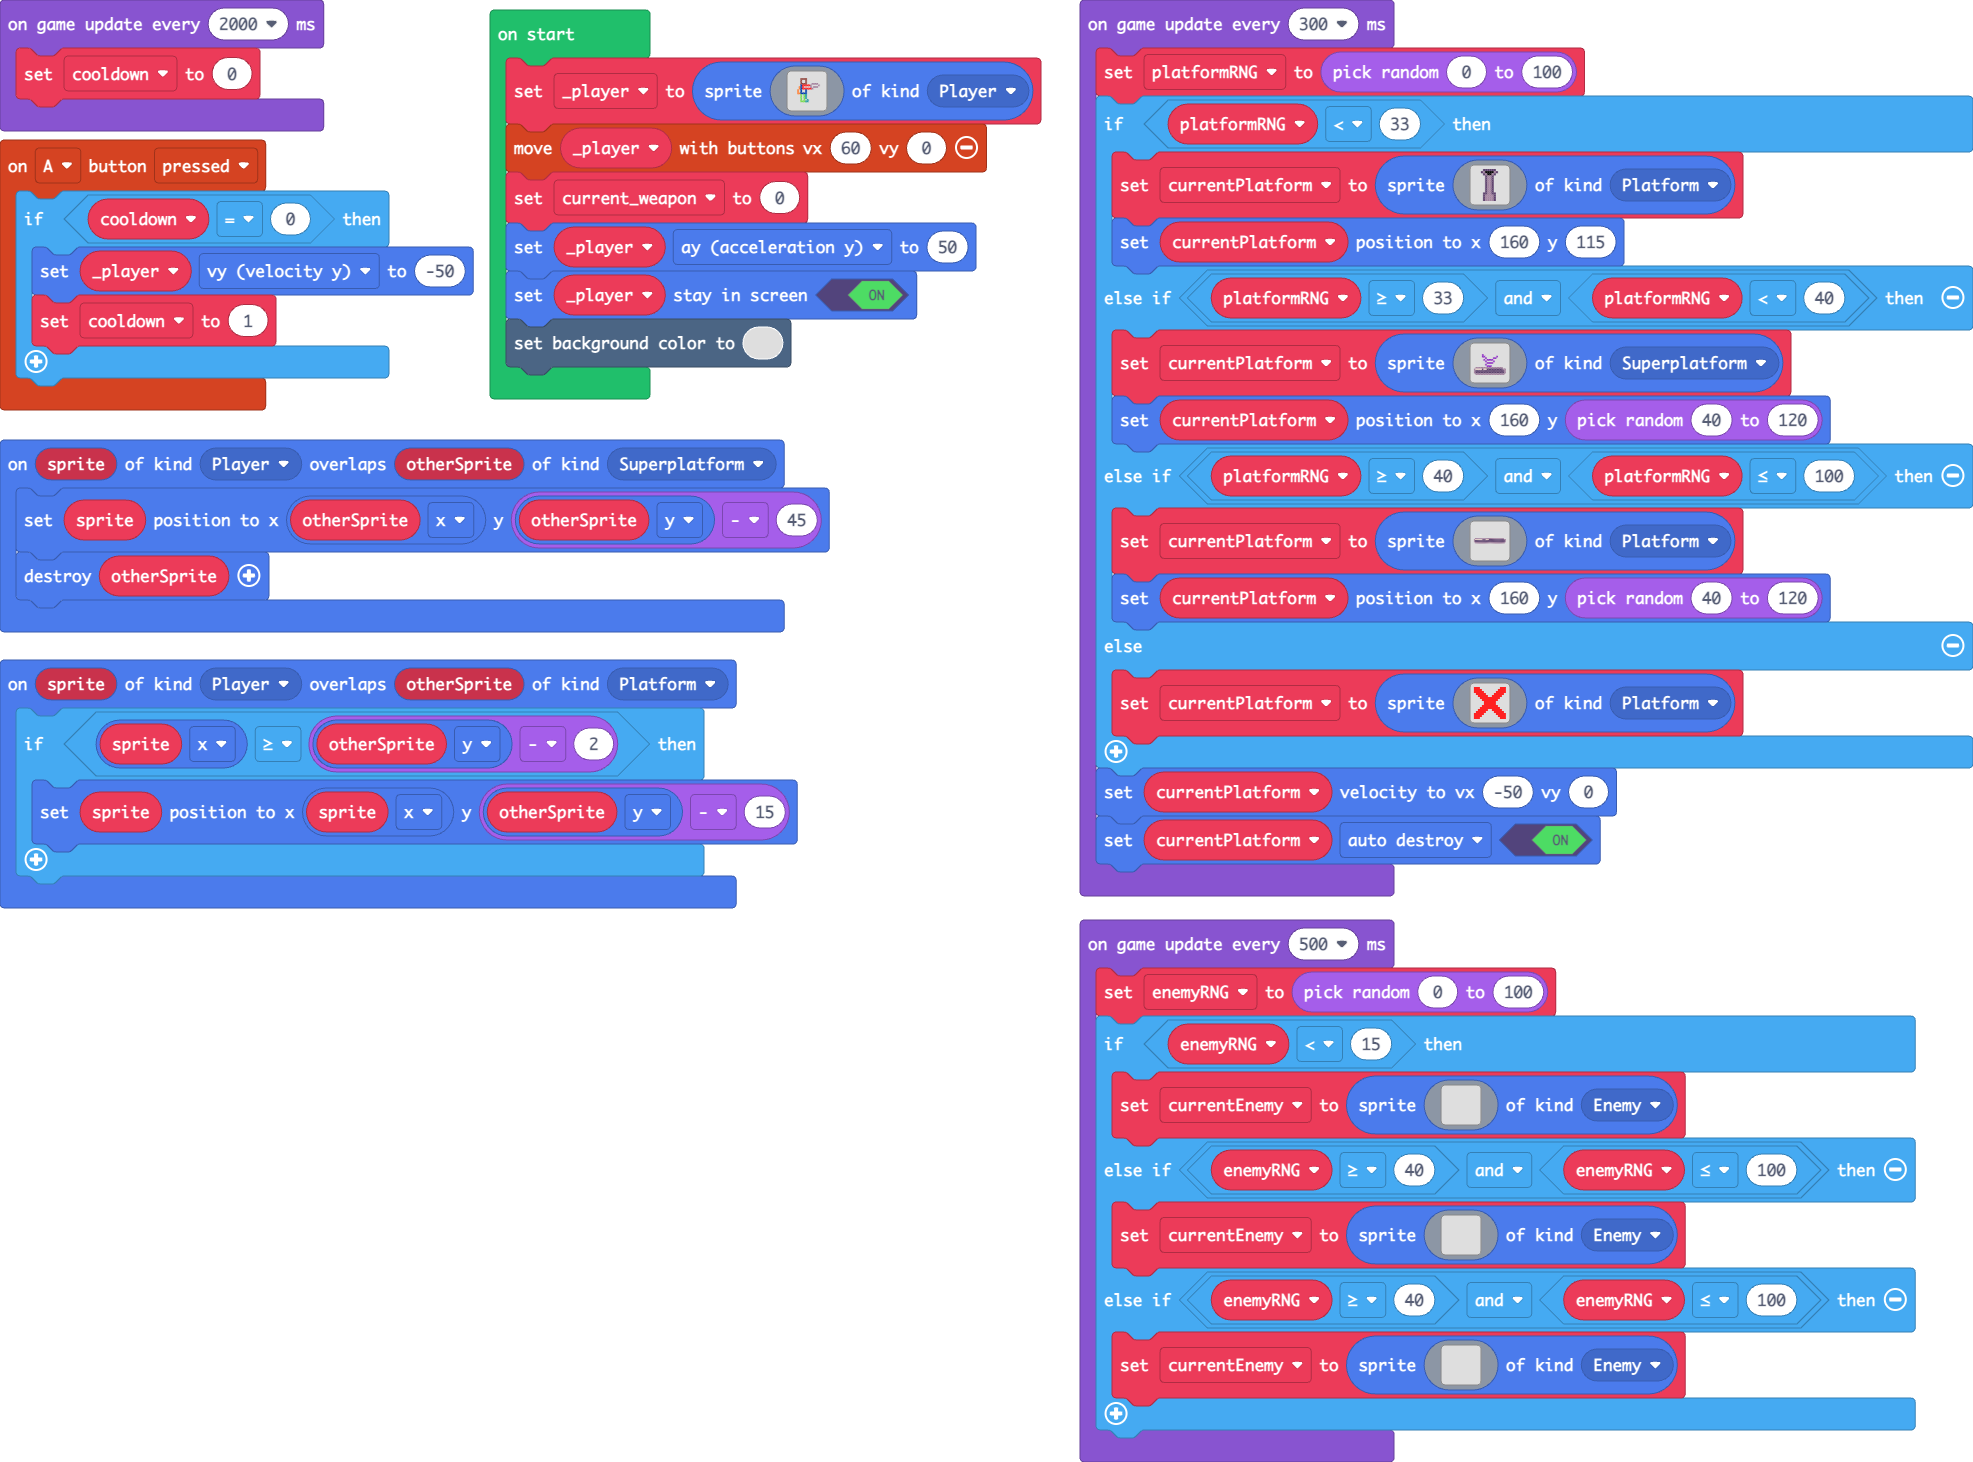 on game update every 2000 ms
set cooldown to 0
on A button pressed
if cooldown = 0 then
set _player vy (velocity y) to -50
set cooldown to 1
on start
set _player to sprite of kind Player
move _player with buttons vx 60 vy 0
set current_weapon to 0
set _player ay (acceleration y) to 50
set _player stay in screen ON
set background color to
on sprite of kind Player overlaps otherSprite of kind Superplatform
set sprite position to x otherSprite x y otherSprite y - 45
destroy otherSprite
on sprite of kind Player overlaps otherSprite of kind Platform
if sprite x ≥ otherSprite y - 2 then
set sprite position to x sprite x y otherSprite y - 15
on game update every 300 ms
set platformRNG to pick random 0 to 100
if platformRNG < 33 then
set currentPlatform to sprite of kind Platform
set currentPlatform position to x 160 y 115
else if platformRNG ≥ 33 and platformRNG < 40 then
set currentPlatform to sprite of kind Superplatform
set currentPlatform position to x 160 y pick random 40 to 120
else if platformRNG ≥ 40 and platformRNG ≤ 100 then
set currentPlatform to sprite of kind Platform
set currentPlatform position to x 160 y pick random 40 to 120
else
set currentPlatform to sprite of kind Platform
set currentPlatform velocity to vx -50 vy 0
set currentPlatform auto destroy ON
on game update every 500 ms
set enemyRNG to pick random 0 to 100
if enemyRNG < 15 then
set currentEnemy to sprite of kind Enemy
else if enemyRNG ≥ 40 and enemyRNG ≤ 100 then
set currentEnemy to sprite of kind Enemy
else if enemyRNG ≥ 40 and enemyRNG ≤ 100 then
set currentEnemy to sprite of kind Enemy